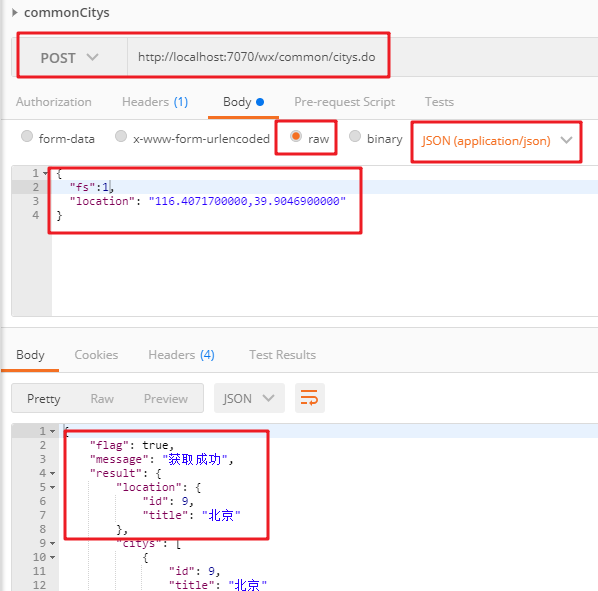 commonCitys
POST http://localhost:7070/wx/common/citys.do
Authorization Headers (1) Body Pre-request Script Tests
form-data x-www-form-urlencoded raw binary JSON (application/json)
1 {
2 "fs":1,
3 "location": "116.4071700000,39.9046900000"
4 }
Body Cookies Headers (4) Test Results
Pretty Raw Preview JSON
1 {
2 "flag": true,
3 "message": "获取成功",
4 "result": {
5 "location": {
6 "id": 9,
7 "title": "北京"
8 },
9 "citys": [
10 {
11 "id": 9,
12 "title": "北京"